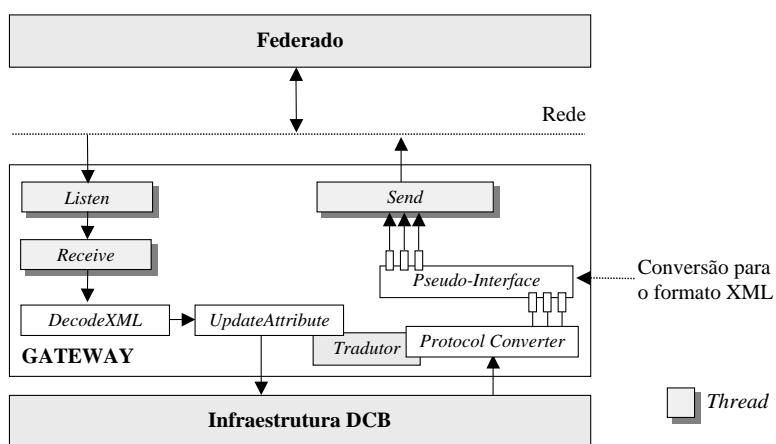 Federado
Rede
Listen
Send
Receive
Pseudo-Interface
Conversão para
o formato XML
DecodeXML
UpdateAttribute
Tradutor
Protocol Converter
GATEWAY
Infraestrutura DCB
Thread